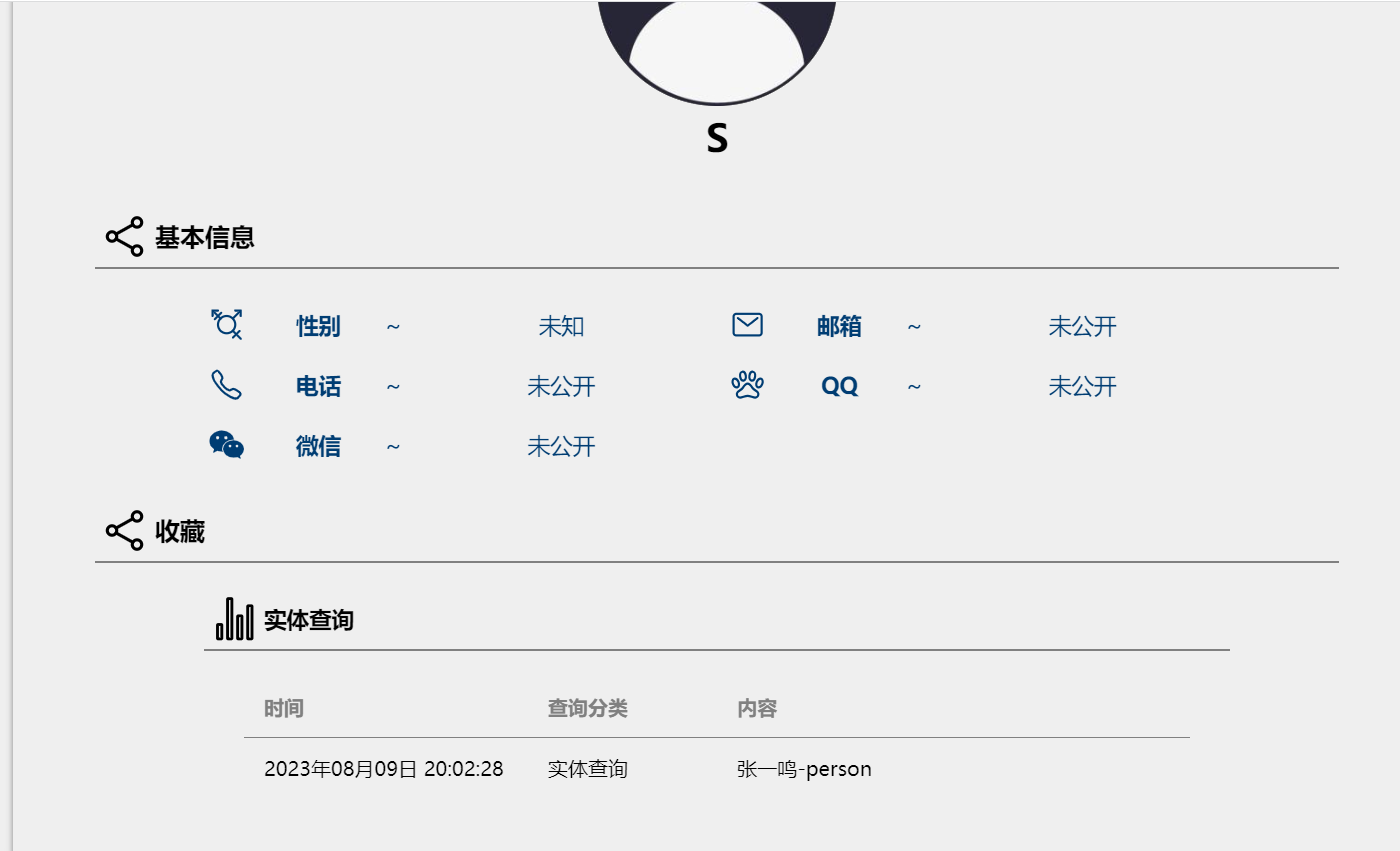 S
基本信息
性别 ~ 未知 邮箱 ~ 未公开
电话 ~ 未公开 QQ ~ 未公开
微信 ~ 未公开
收藏
实体查询
时间 查询分类 内容
2023年08月09日 20:02:28 实体查询 张一鸣-person